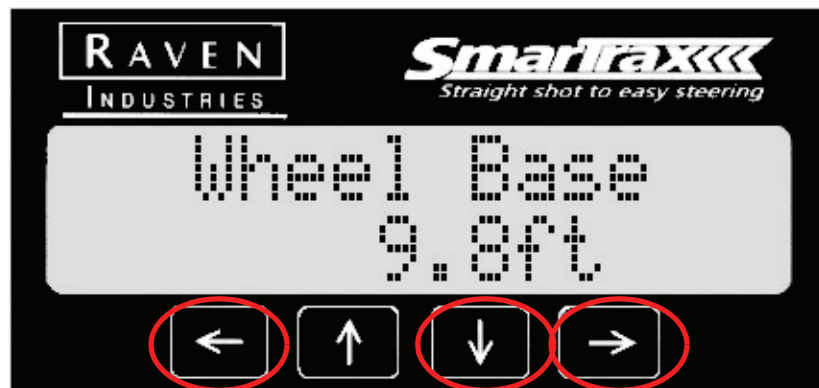 RAVEN
INDUSTRIES
SmarTrax
Straight shot to easy steering
Wheel Base
9.8ft